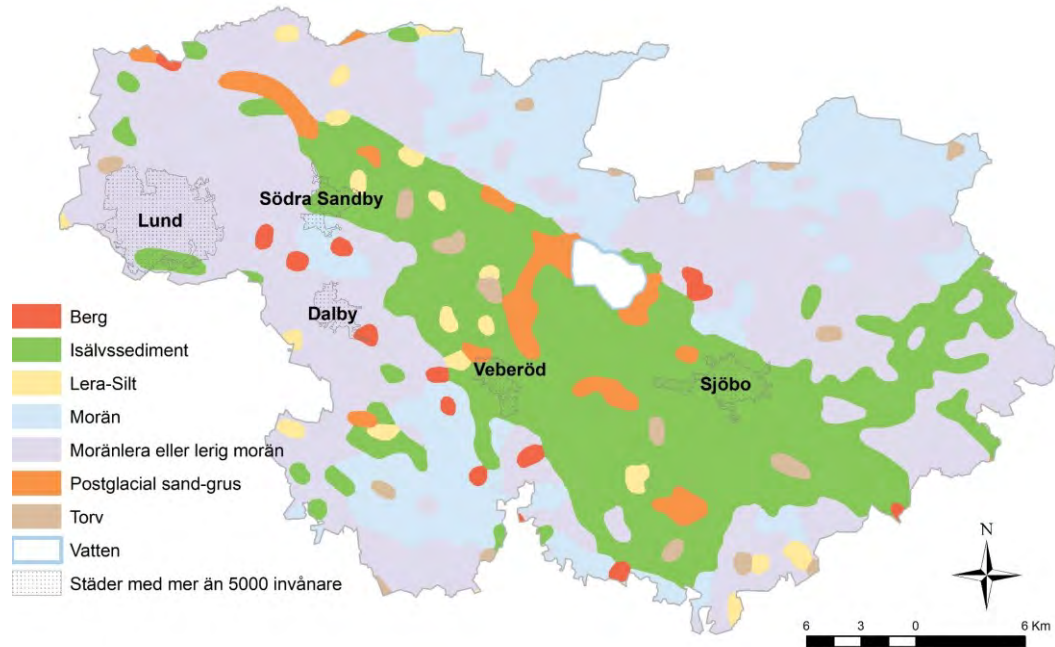 Södra Sandby
Lund
Dalby
Veberöd
Sjöbo
Berg
Isälvssediment
Lera-Silt
Morän
Moränlera eller lerig morän
Postglacial sand-grus
Torv
Vatten
Städer med mer än 5000 invånare
N
6 3 0 6 Km